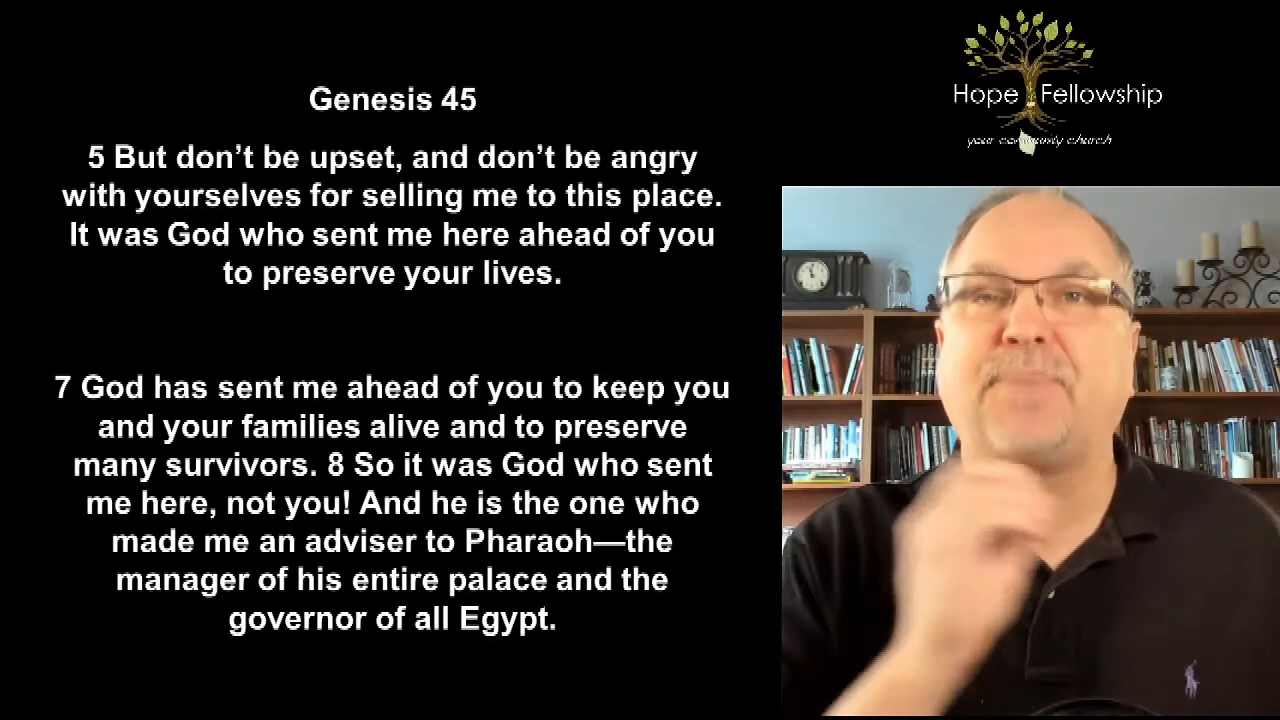 Genesis 45
5 But don’t be upset, and don’t be angry
with yourselves for selling me to this place.
It was God who sent me here ahead of you
to preserve your lives.
7 God has sent me ahead of you to keep you
and your families alive and to preserve
many survivors. 8 So it was God who sent
me here, not you! And he is the one who
made me an adviser to Pharaoh—the
manager of his entire palace and the
governor of all Egypt.
Hope Fellowship
your community church